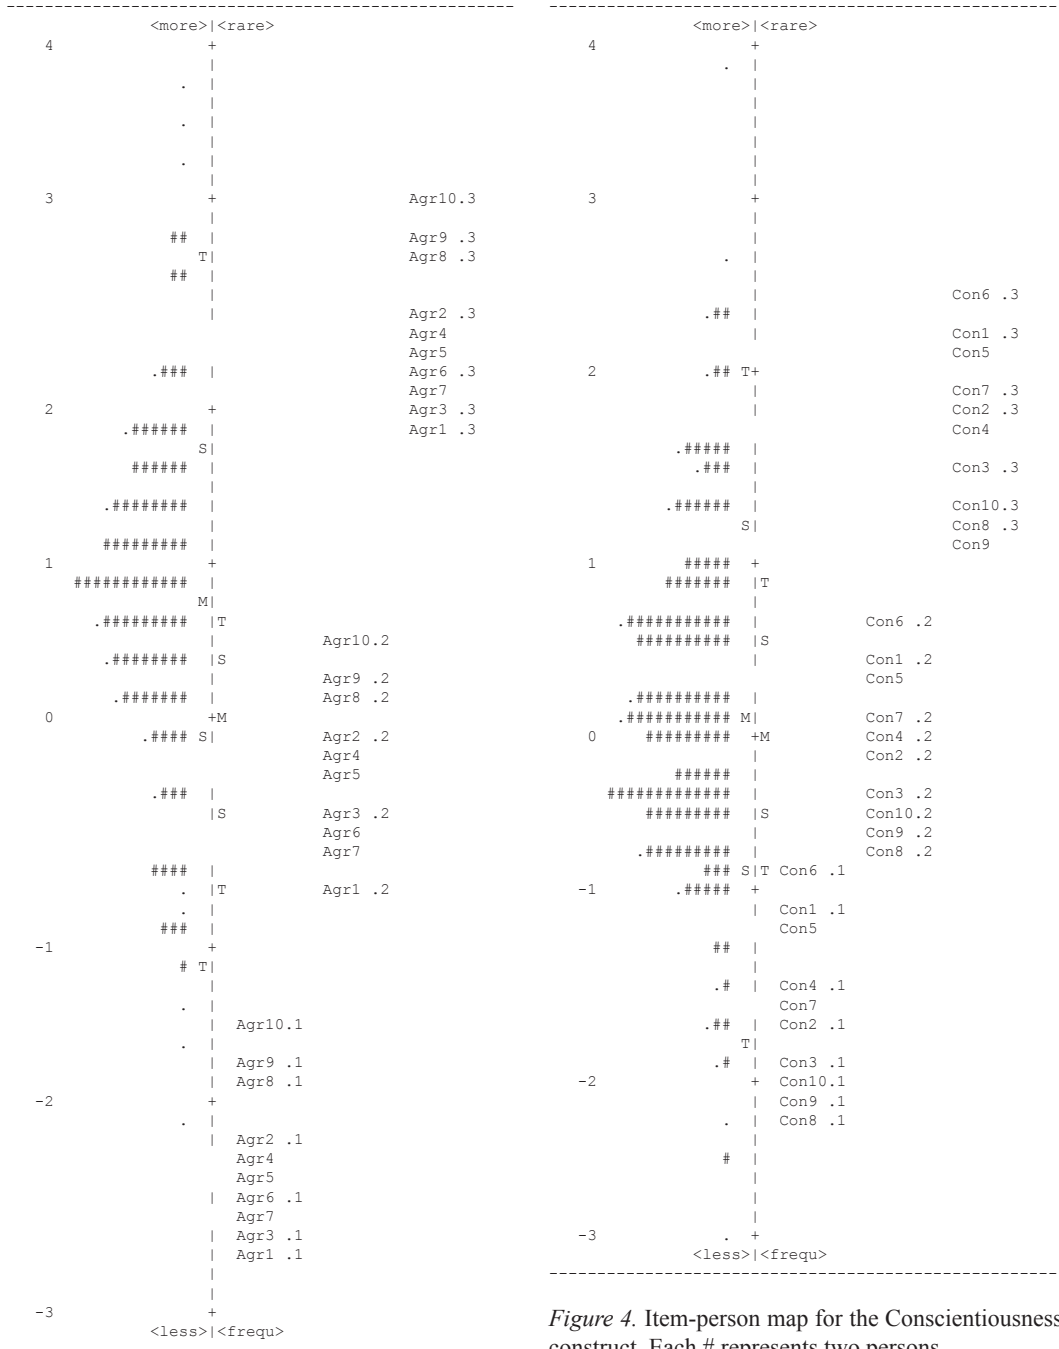 --------------------------------------------------
<more>|<rare>
4 +
|
. |
|
. |
|
. |
|
3 + Agr10.3
|
## | Agr9 .3
T| Agr8 .3
## |
|
| Agr2 .3
Agr4
Agr5
.### | Agr6 .3
Agr7
2 + Agr3 .3
.###### | Agr1 .3
S|
###### |
|
.######## |
|
######### |
1 +
############ |
M|
.######### |T
| Agr10.2
.######## |S
| Agr9 .2
.####### | Agr8 .2
0 +M
.#### S| Agr2 .2
Agr4
Agr5
.### |
|S Agr3 .2
Agr6
Agr7
#### |
. |T Agr1 .2
. |
### |
-1 +
# T|
|
. |
| Agr10.1
. |
| Agr9 .1
| Agr8 .1
-2 +
. |
| Agr2 .1
Agr4
Agr5
| Agr6 .1
Agr7
| Agr3 .1
| Agr1 .1
|
|
-3 +
<less>|<frequ>
--------------------------------------------------
<more>|<rare>
4 +
. |
|
|
|
|
|
|
3 +
|
|
. |
|
Con6 .3
.## |
| Con1 .3
Con5
2 .## T+
| Con7 .3
| Con2 .3
Con4
.##### |
.### | Con3 .3
|
.###### | Con10.3
S| Con8 .3
Con9
1 ##### +
####### |T
|
.########### | Con6 .2
########## |S
| Con1 .2
Con5
.########## |
.########### M| Con7 .2
0 ######### +M Con4 .2
| Con2 .2
###### |
############# | Con3 .2
######### |S Con10.2
| Con9 .2
.######### | Con8 .2
### S|T Con6 .1
-1 .##### +
| Con1 .1
Con5
## |
|
.# | Con4 .1
Con7
.## | Con2 .1
T|
.# | Con3 .1
-2 + Con10.1
| Con9 .1
. | Con8 .1
|
# |
|
|
|
-3 . +
<less>|<frequ>
--------------------------------------------------
Figure 4. Item-person map for the Conscientiousness
construct. Each # represents two persons.